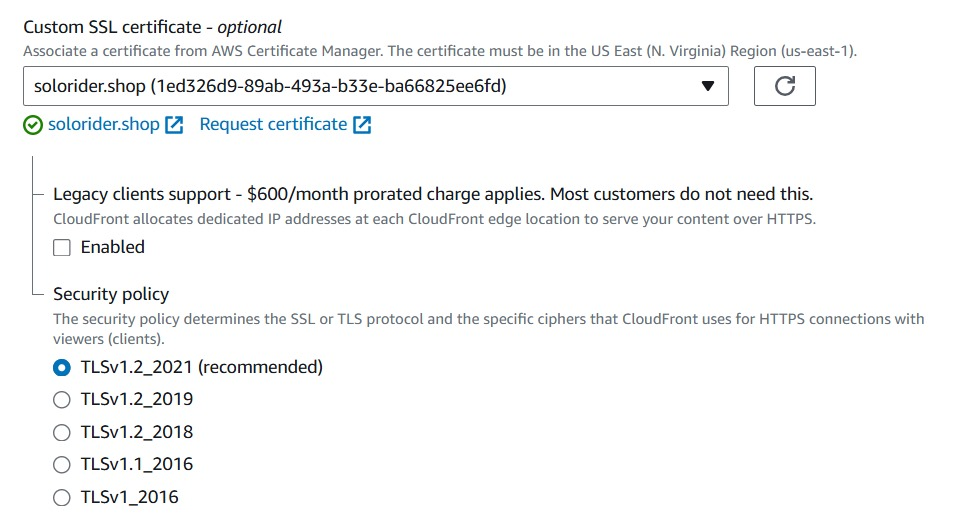 Custom SSL certificate - optional
Associate a certificate from AWS Certificate Manager. The certificate must be in the US East (N. Virginia) Region (us-east-1).
solorider.shop (1ed326d9-89ab-493a-b33e-ba66825ee6fd)
solorider.shop Request certificate
Legacy clients support - $600/month prorated charge applies. Most customers do not need this.
CloudFront allocates dedicated IP addresses at each CloudFront edge location to serve your content over HTTPS.
Enabled
Security policy
The security policy determines the SSL or TLS protocol and the specific ciphers that CloudFront uses for HTTPS connections with
viewers (clients).
TLSv1.2_2021 (recommended)
TLSv1.2_2019
TLSv1.2_2018
TLSv1.1_2016
TLSv1_2016